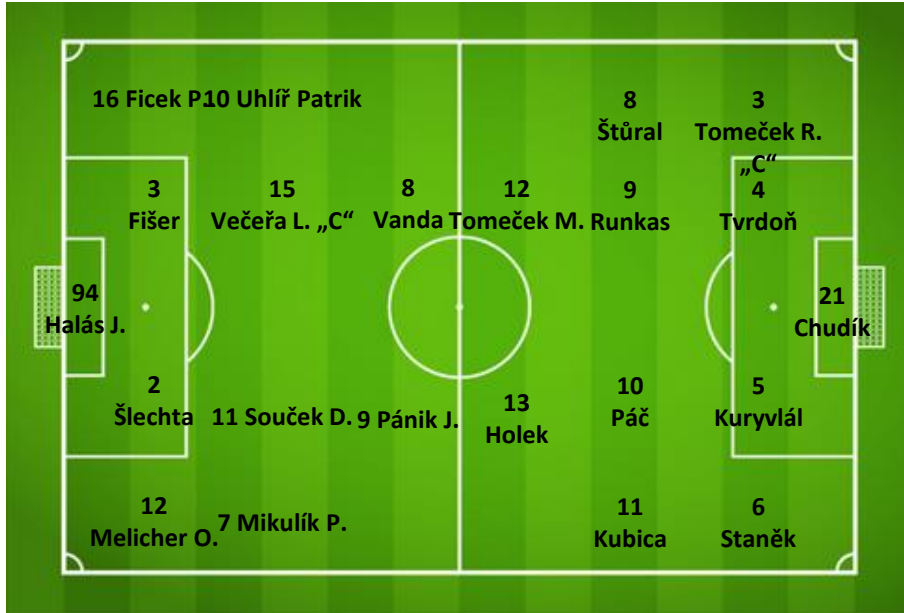 16 Ficek P.
10 Uhlíř Patrik
8
Štůral
3
Tomeček R.
„C“
3
Fišer
15
Večeřa L. „C“
8
Vanda
12
Tomeček M.
9
Runkas
4
Tvrdoň
94
Halás J.
21
Chudík
2
Šlechta
11 Souček D.
9 Pánik J.
13
Holek
10
Páč
5
Kuryvlál
12
Melicher O.
7 Mikulík P.
11
Kubica
6
Staněk